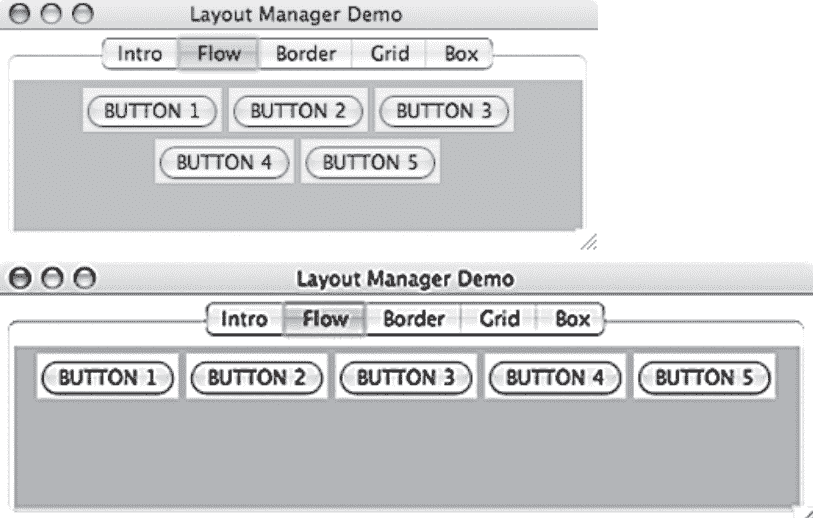 Layout Manager Demo
Intro Flow Border Grid Box
BUTTON 1 BUTTON 2 BUTTON 3
BUTTON 4 BUTTON 5
Layout Manager Demo
Intro Flow Border Grid Box
BUTTON 1 BUTTON 2 BUTTON 3 BUTTON 4 BUTTON 5